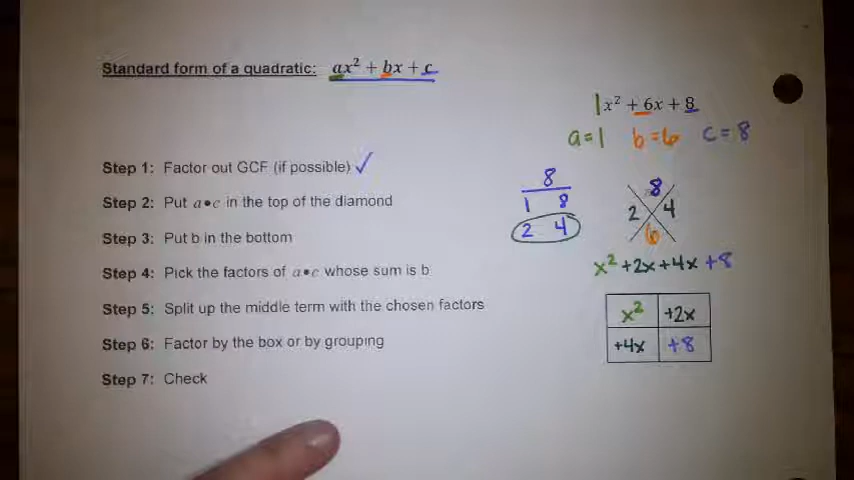 Standard form of a quadratic: ax² + bx + c
1x² + 6x + 8
a=1 b=6 c=8
Step 1: Factor out GCF (if possible) ✓
Step 2: Put a•c in the top of the diamond
Step 3: Put b in the bottom
Step 4: Pick the factors of a•c whose sum is b
Step 5: Split up the middle term with the chosen factors
Step 6: Factor by the box or by grouping
Step 7: Check
8
1 8
2 4
8
2 4
6
x² +2x +4x +8
x² +2x
+4x +8